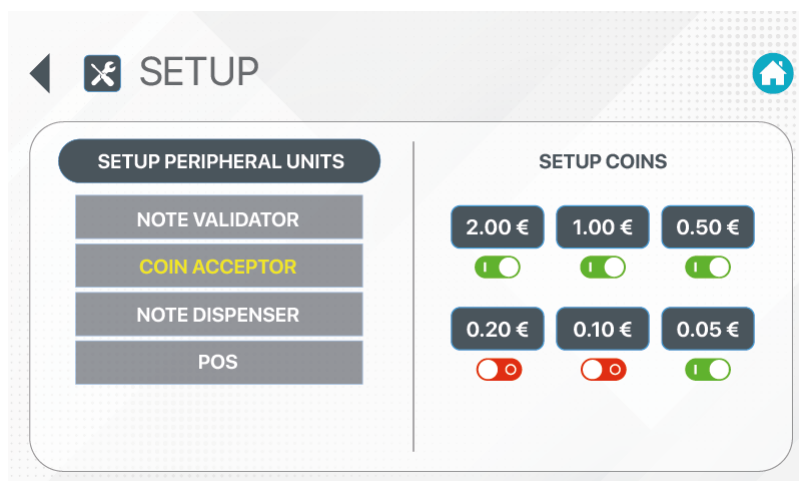 SETUP
SETUP PERIPHERAL UNITS
NOTE VALIDATOR
COIN ACCEPTOR
NOTE DISPENSER
POS
SETUP COINS
2.00 € 1.00 € 0.50 €
0.20 € 0.10 € 0.05 €